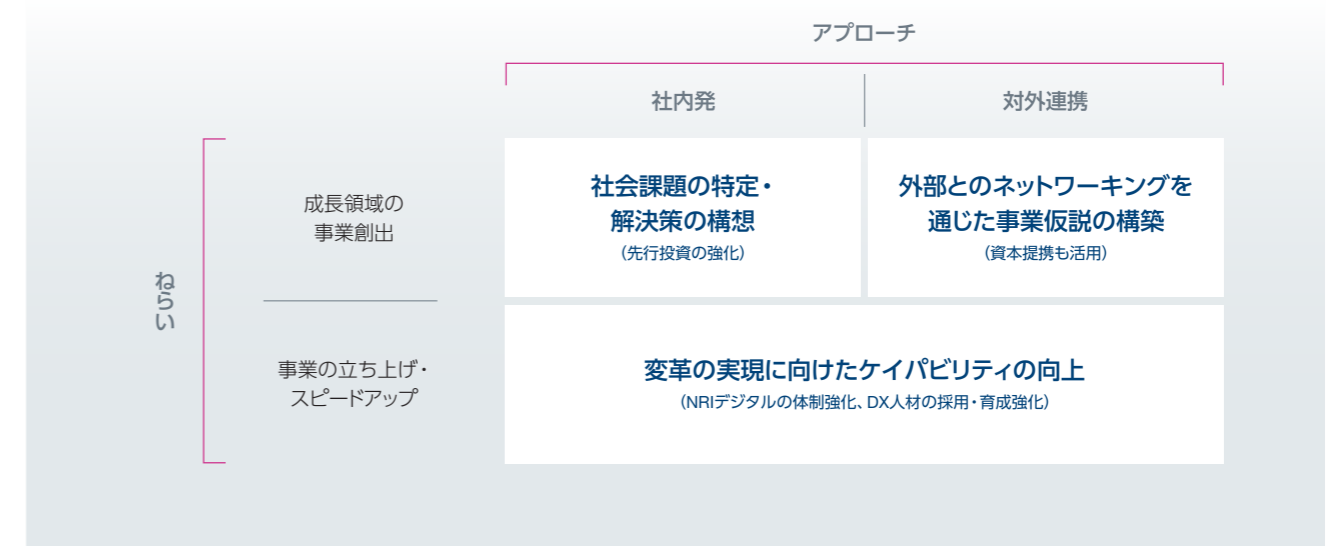 アプローチ
社内発
対外連携
ねらい
成長領域の
事業創出
社会課題の特定・
解決策の構想
（先行投資の強化）
外部とのネットワーキングを
通じた事業仮説の構築
（資本提携も活用）
事業の立ち上げ・
スピードアップ
変革の実現に向けたケイパビリティの向上
（NRIデジタルの体制強化、DX人材の採用・育成強化）